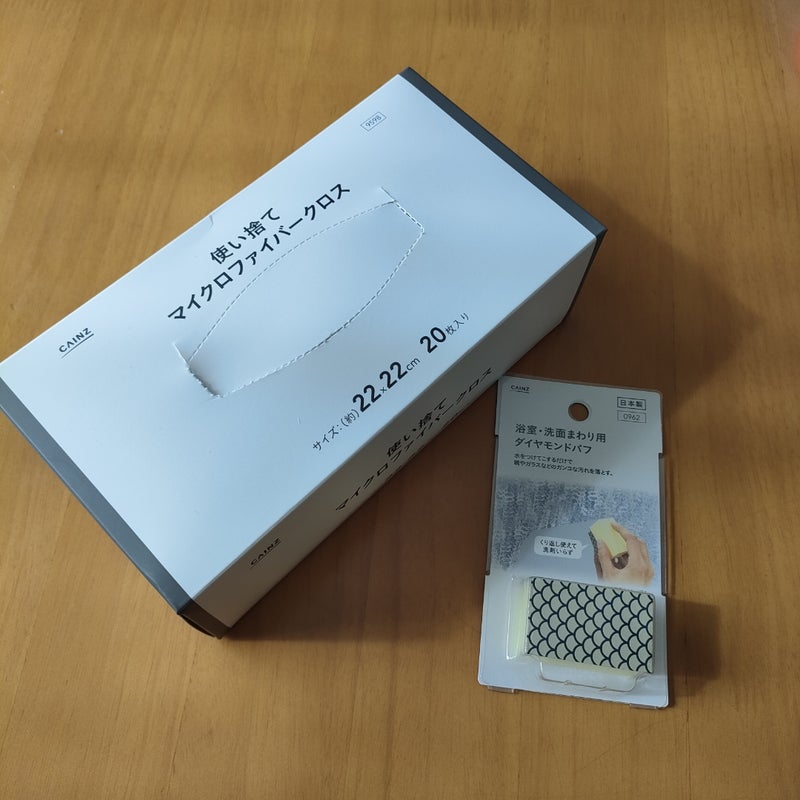 9598
使い捨て
マイクロファイバークロス
CAINZ
サイズ:(約)22×22cm 20枚入り
使い捨て
マイクロファイバークロス
CAINZ
CAINZ
日本製
0962
浴室・洗面まわり用
ダイヤモンドパフ
水をつけてこするだけで
鏡やガラスなどのガンコな汚れを落とす。
くり返し使えて
洗剤いらず